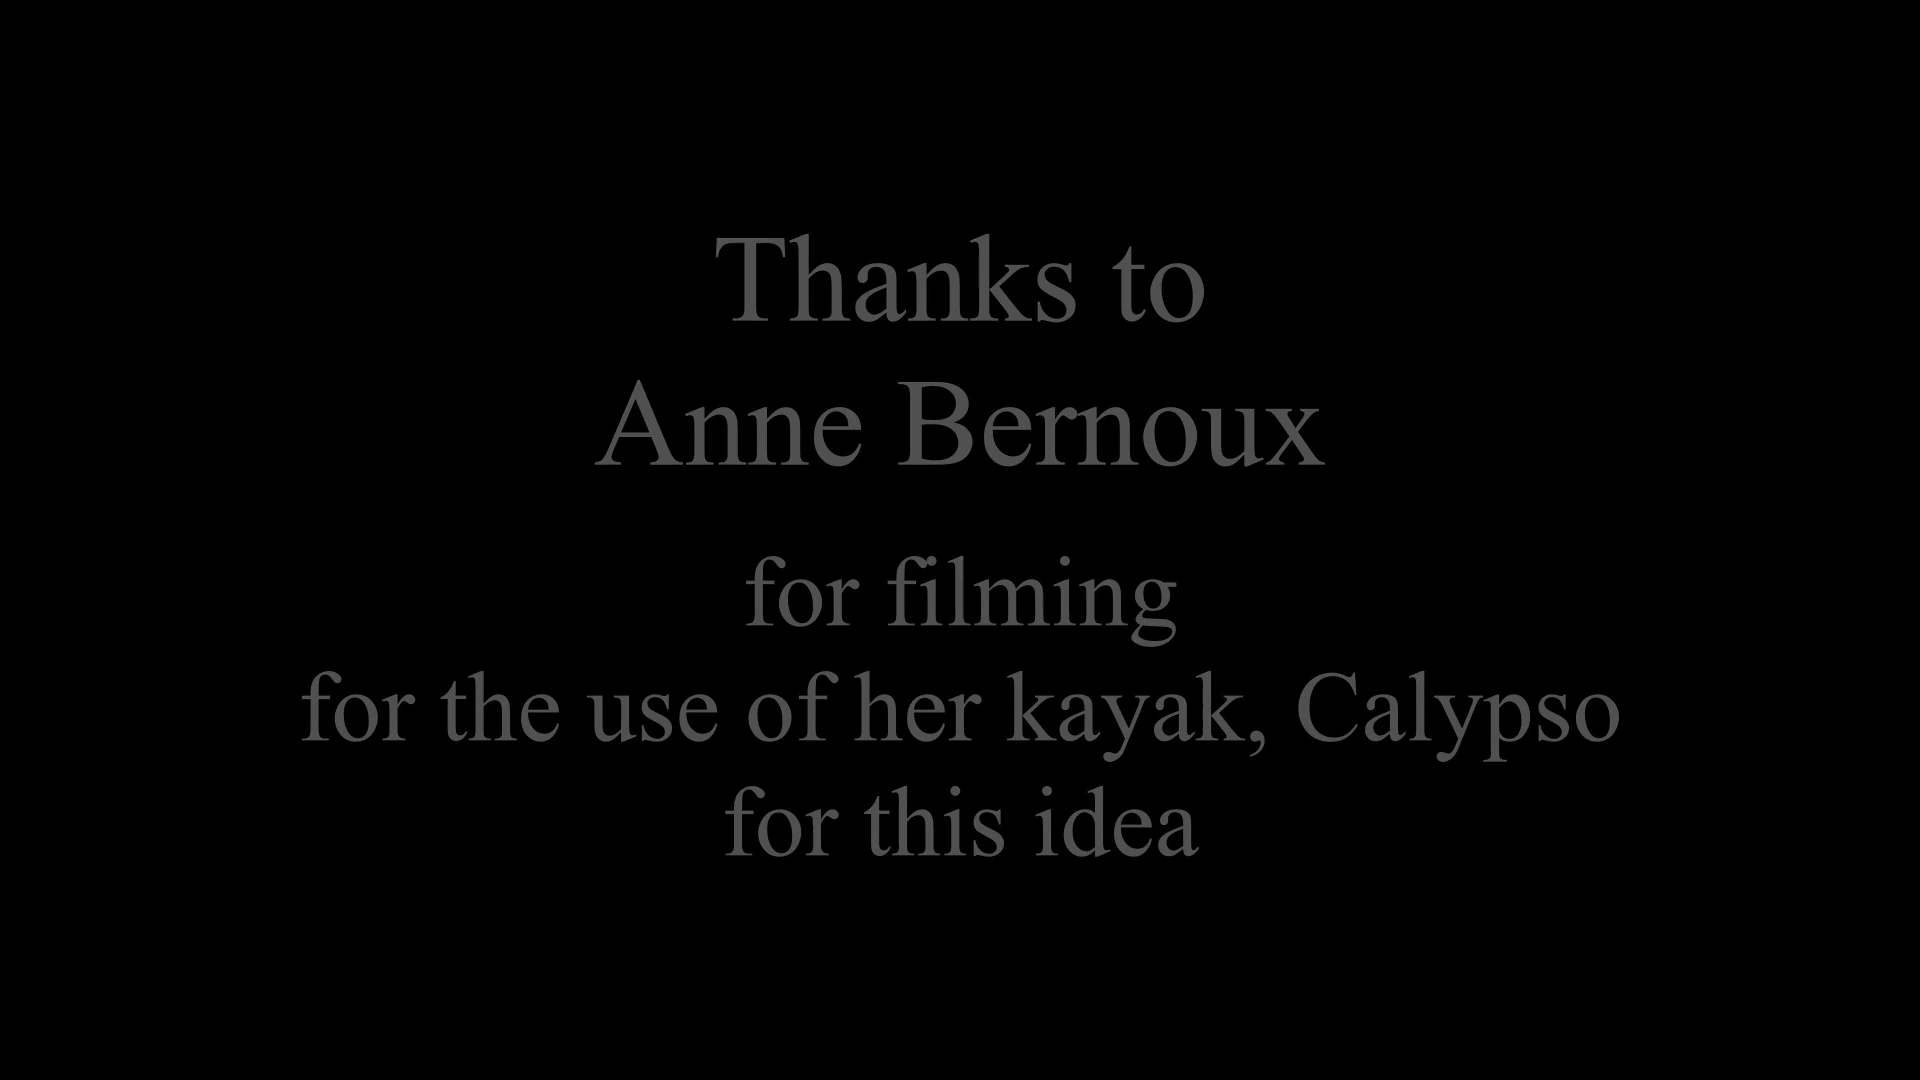 Thanks to
Anne Bernoux
for filming
for the use of her kayak, Calypso
for this idea